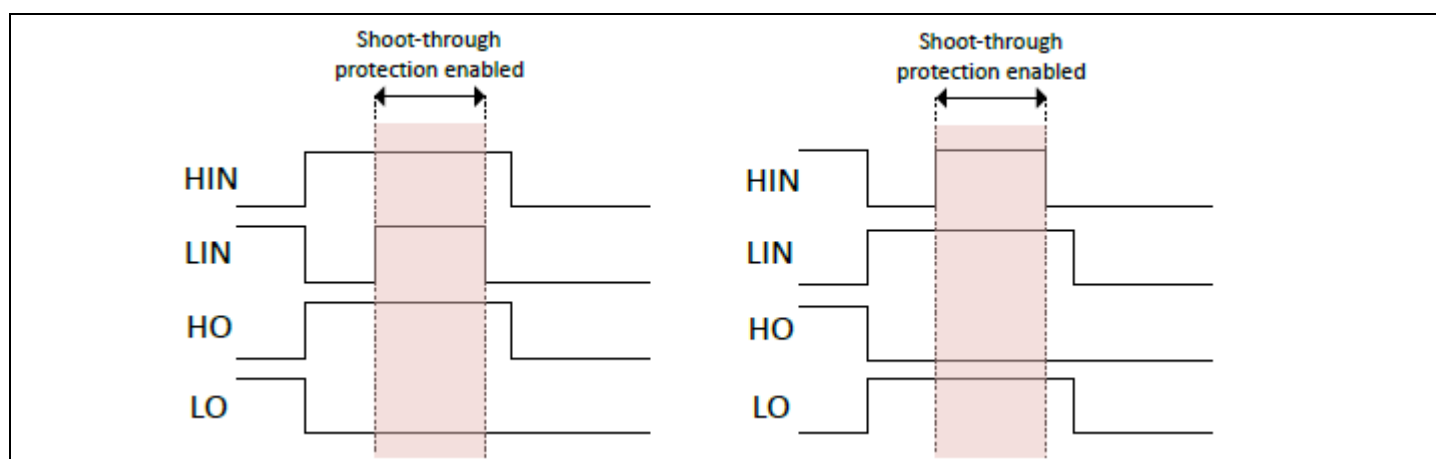 Shoot-through
protection enabled
HIN
LIN
HO
LO
Shoot-through
protection enabled
HIN
LIN
HO
LO